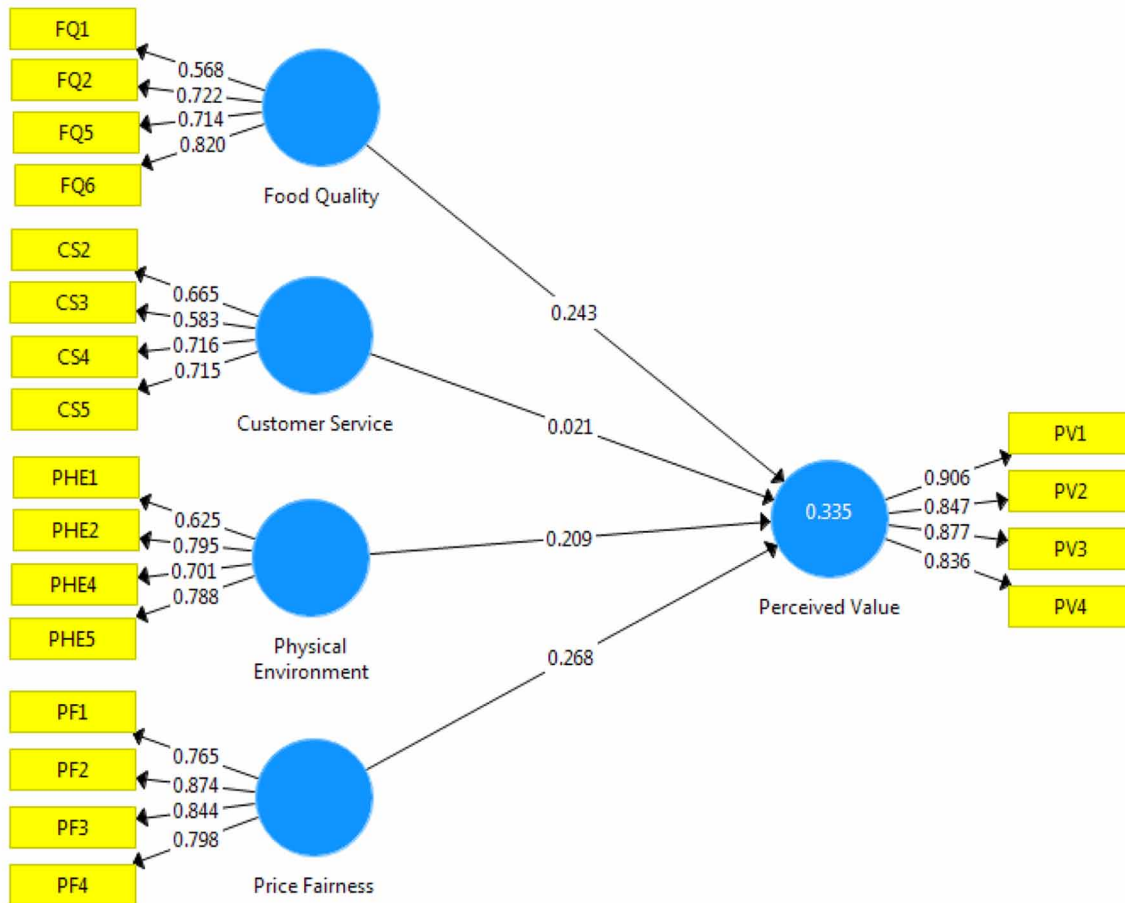 FQ1
0.568
FQ2
0.722
FQ5
0.714
0.820
FQ6
Food Quality
CS2
0.665
CS3
0.583
CS4
0.716
0.715
CS5
Customer Service
PHE1
0.625
PHE2
0.795
PHE4
0.701
0.788
PHE5
Physical
Environment
PF1
0.765
PF2
0.874
PF3
0.844
0.798
PF4
Price Fairness
0.243
0.021
0.209
0.268
0.335
Perceived Value
0.906
PV1
0.847
PV2
0.877
PV3
0.836
PV4